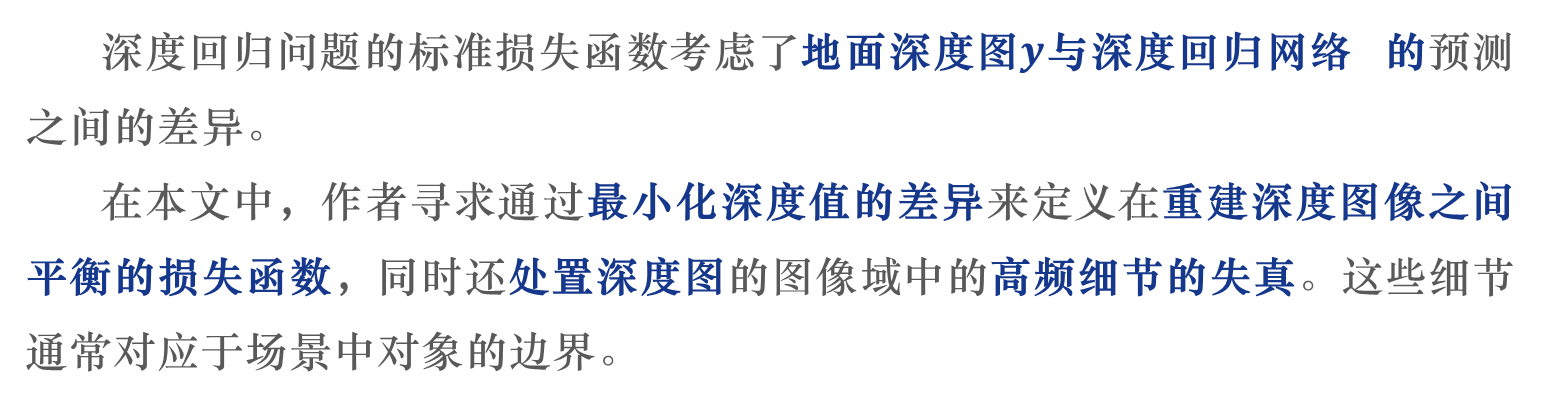 深度回归问题的标准损失函数考虑了地面深度图y与深度回归网络 的预测
之间的差异。
在本文中，作者寻求通过最小化深度值的差异来定义在重建深度图像之间
平衡的损失函数，同时还处置深度图的图像域中的高频细节的失真。这些细节
通常对应于场景中对象的边界。